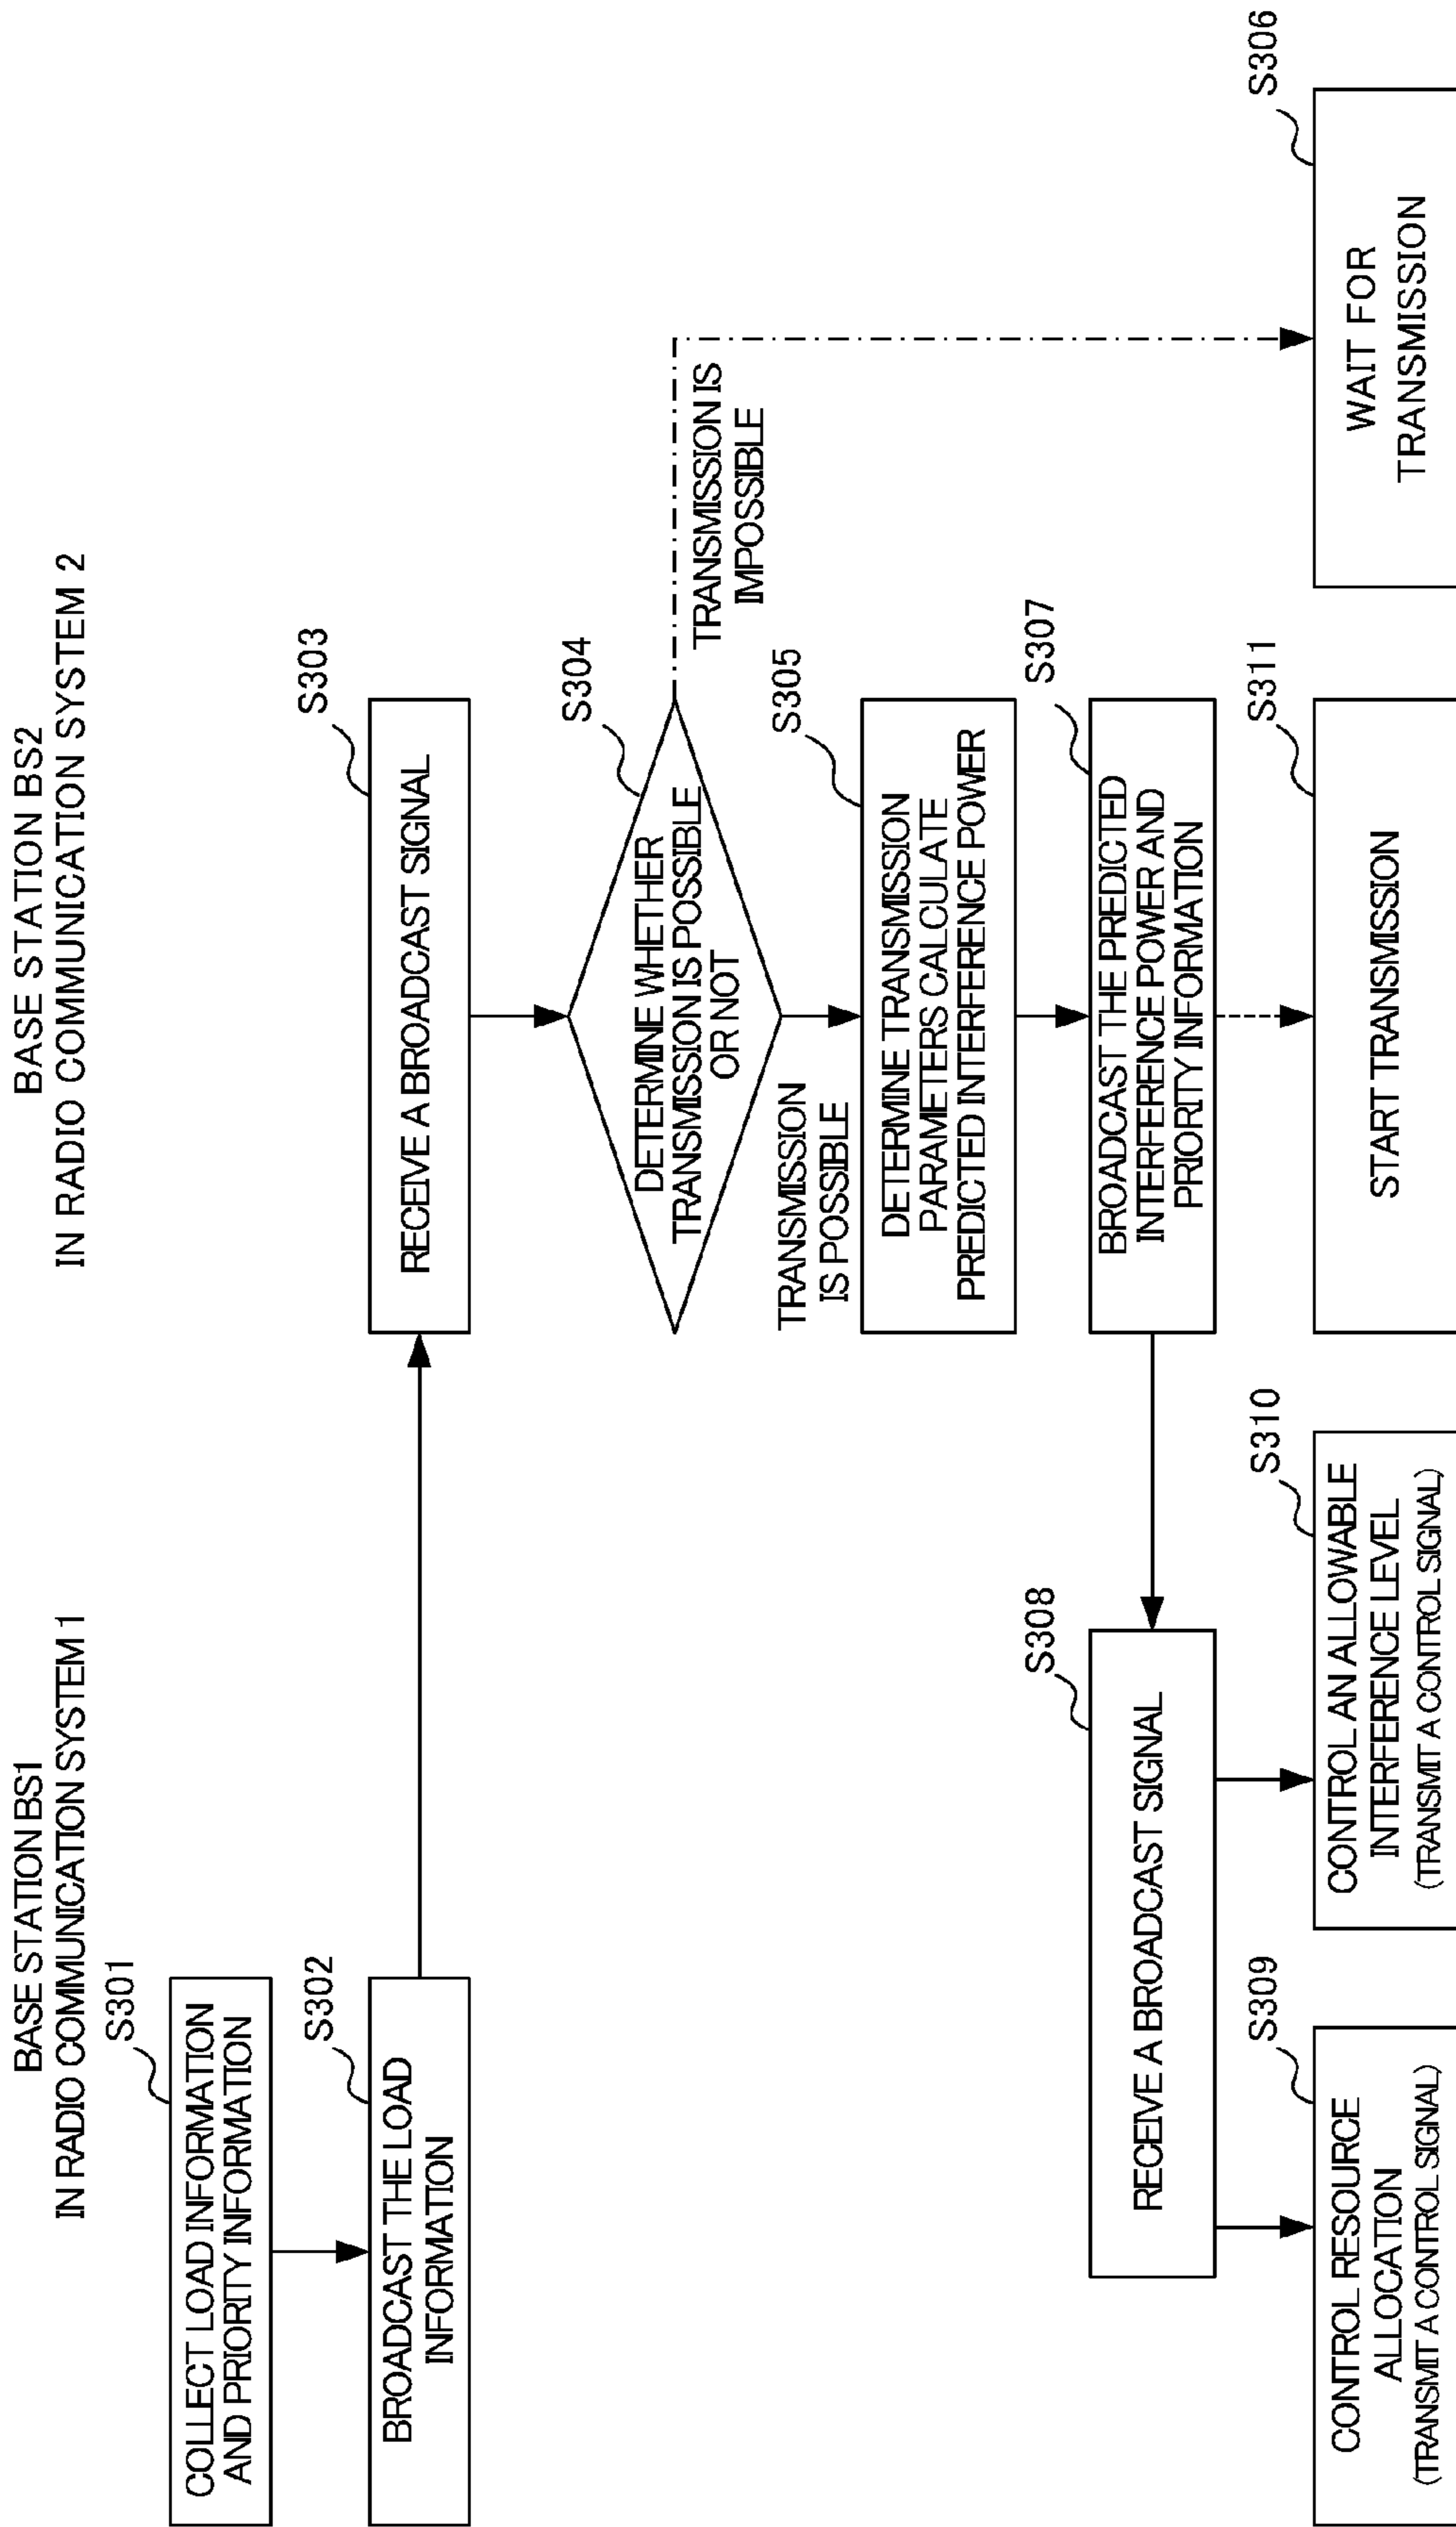 BASE STATION BS1
IN RADIO COMMUNICATION SYSTEM 1
BASE STATION BS2
IN RADIO COMMUNICATION SYSTEM 2
S301
COLLECT LOAD INFORMATION
AND PRIORITY INFORMATION
S302
BROADCAST THE LOAD
INFORMATION
S303
RECEIVE A BROADCAST SIGNAL
S304
DETERMINE WHETHER
TRANSMISSION IS POSSIBLE
OR NOT
TRANSMISSION IS
IMPOSSIBLE
TRANSMISSION
IS POSSIBLE
S305
DETERMINE TRANSMISSION
PARAMETERS CALCULATE
PREDICTED INTERFERENCE POWER
S307
BROADCAST THE PREDICTED
INTERFERENCE POWER AND
PRIORITY INFORMATION
S308
RECEIVE A BROADCAST SIGNAL
S309
CONTROL RESOURCE
ALLOCATION
(TRANSMIT A CONTROL SIGNAL)
S310
CONTROL AN ALLOWABLE
INTERFERENCE LEVEL
(TRANSMIT A CONTROL SIGNAL)
S311
START TRANSMISSION
S306
WAIT FOR
TRANSMISSION